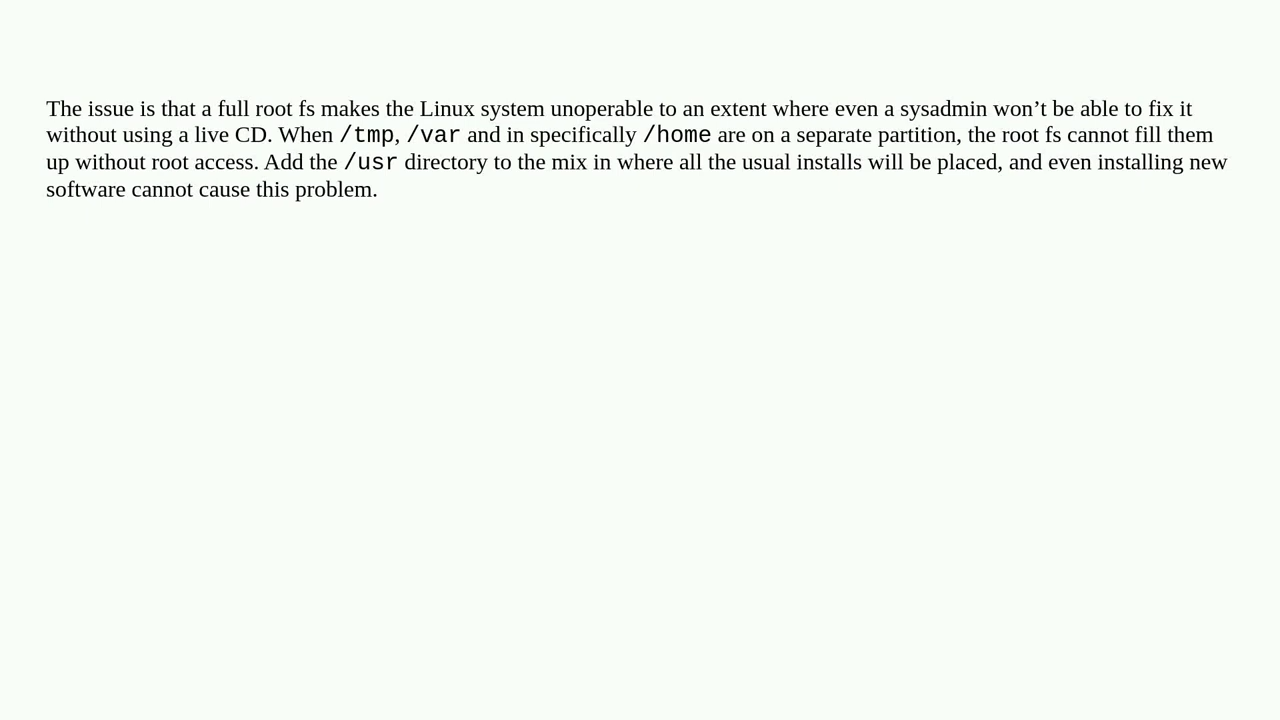 The issue is that a full root fs makes the Linux system unoperable to an extent where even a sysadmin won’t be able to fix it
without using a live CD. When /tmp, /var and in specifically /home are on a separate partition, the root fs cannot fill them
up without root access. Add the /usr directory to the mix in where all the usual installs will be placed, and even installing new
software cannot cause this problem.